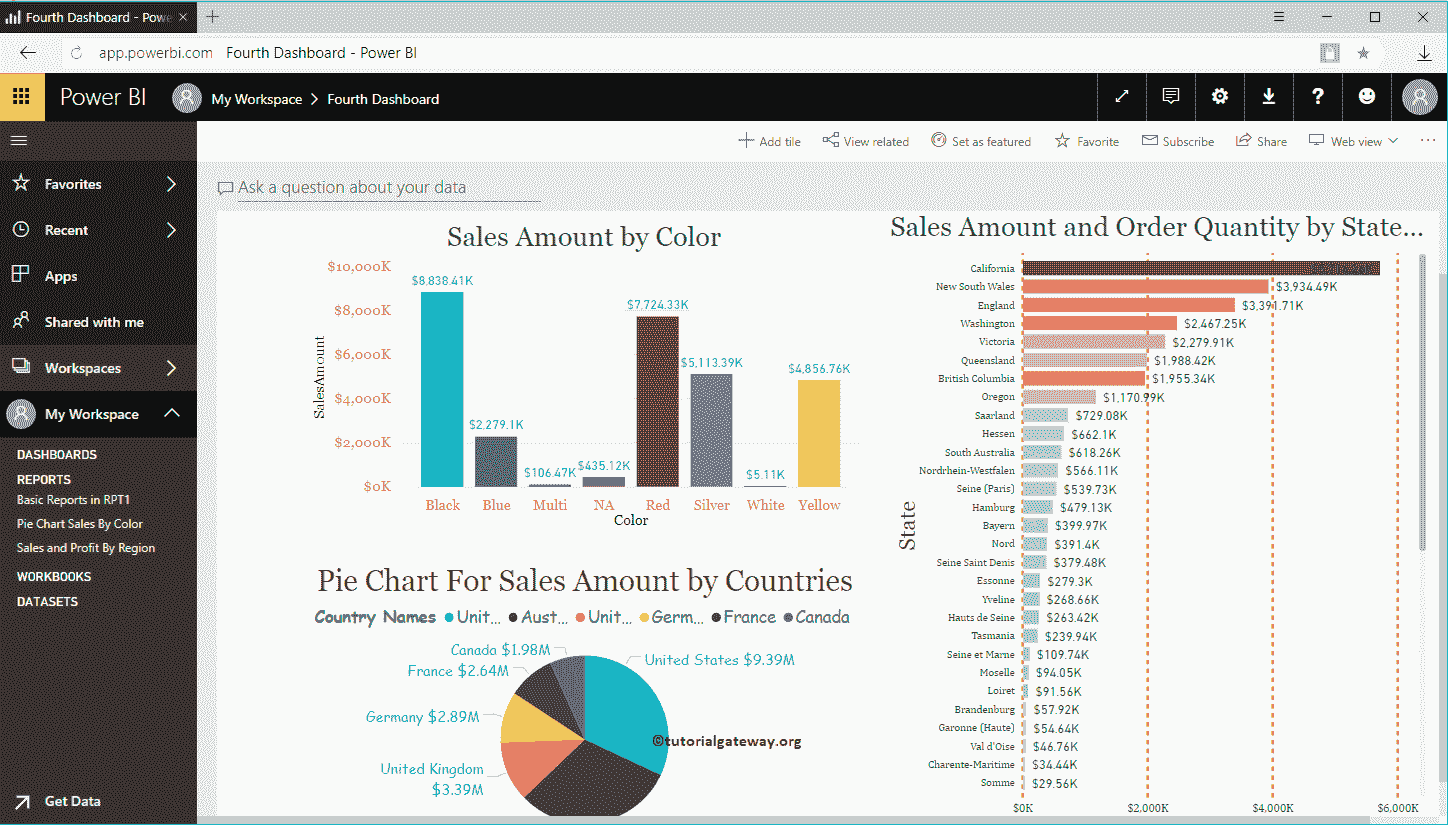 Fourth Dashboard - Powe
app.powerbi.com Fourth Dashboard - Power BI
Power BI
My Workspace > Fourth Dashboard
?
Add tile
View related
Set as featured
Favorite
Subscribe
Share
Web view
...
Favorites
Recent
Apps
Shared with me
Workspaces
My Workspace
DASHBOARDS
REPORTS
Basic Reports in RPT1
Pie Chart Sales By Color
Sales and Profit By Region
WORKBOOKS
DATASETS
Get Data
Ask a question about your data
Sales Amount by Color
SalesAmount
$10,000K
$8,000K
$6,000K
$4,000K
$2,000K
$0K
$8,838.41K
$2,279.1K
$106.47K
$435.12K
$7,724.33K
$5,113.39K
$5.11K
$4,856.76K
Black Blue Multi NA Red Silver White Yellow
Color
Pie Chart For Sales Amount by Countries
Country Names Unit... Aust... Unit... Germ... France Canada
Canada $1.98M
United States $9.39M
France $2.64M
Germany $2.89M
United Kingdom
$3.39M
©tutorialgateway.org
Sales Amount and Order Quantity by State...
State
California
New South Wales $3,934.49K
England $3,391.71K
Washington $2,467.25K
Victoria $2,279.91K
Queensland $1,988.42K
British Columbia $1,955.34K
Oregon $1,170.99K
Saarland $729.08K
Hessen $662.1K
South Australia $618.26K
Nordrhein-Westfalen $566.11K
Seine (Paris) $539.73K
Hamburg $479.13K
Bayern $399.97K
Nord $391.4K
Seine Saint Denis $379.48K
Essonne $279.3K
Yveline $268.66K
Hauts de Seine $263.42K
Tasmania $239.94K
Seine et Marne $109.74K
Moselle $94.05K
Loiret $91.56K
Brandenburg $57.92K
Garonne (Haute) $54.64K
Val d'Oise $46.76K
Charente-Maritime $34.44K
Somme $29.56K
$0K $2,000K $4,000K $6,000K